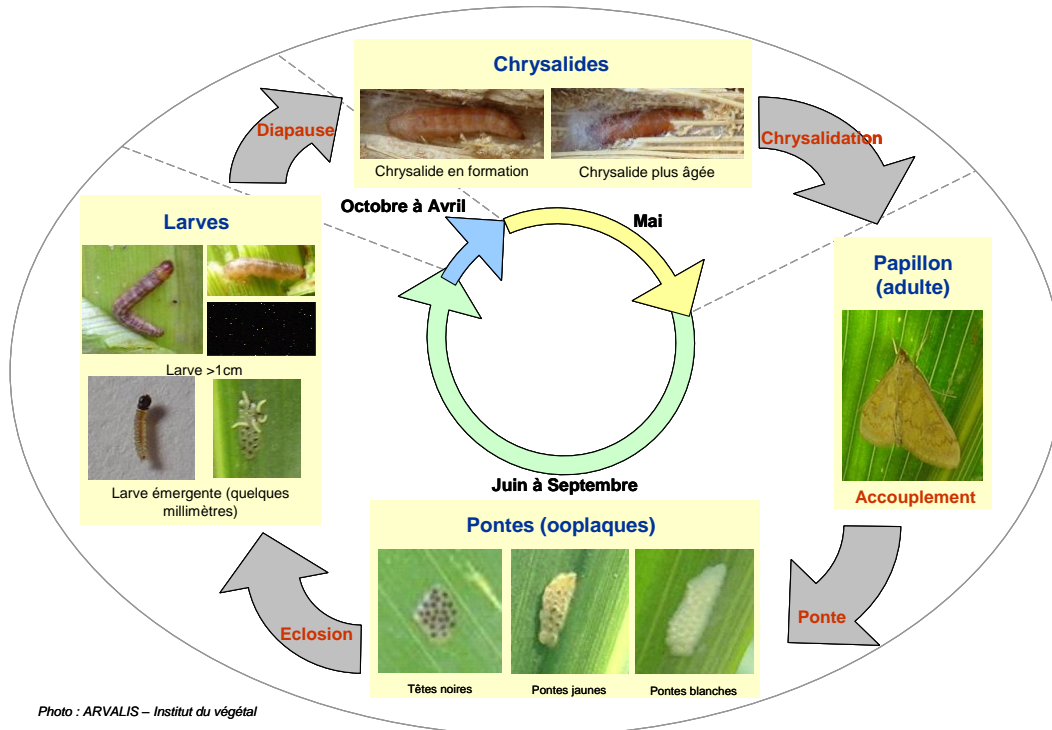 Chrysalides
Chrysalide en formation
Chrysalide plus âgée
Diapause
Chrysalidation
Octobre à Avril
Mai
Larves
Larve >1cm
Larve émergente (quelques
millimètres)
Papillon
(adulte)
Accouplement
Juin à Septembre
Pontes (ooplaques)
Têtes noires
Pontes jaunes
Pontes blanches
Eclosion
Ponte
Photo : ARVALIS – Institut du végétal